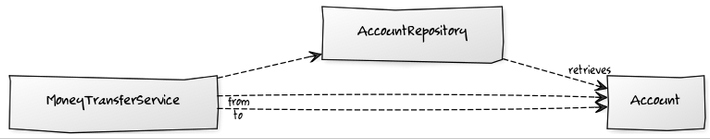 AccountRepository
retrieves
MoneyTransferService
from
to
Account